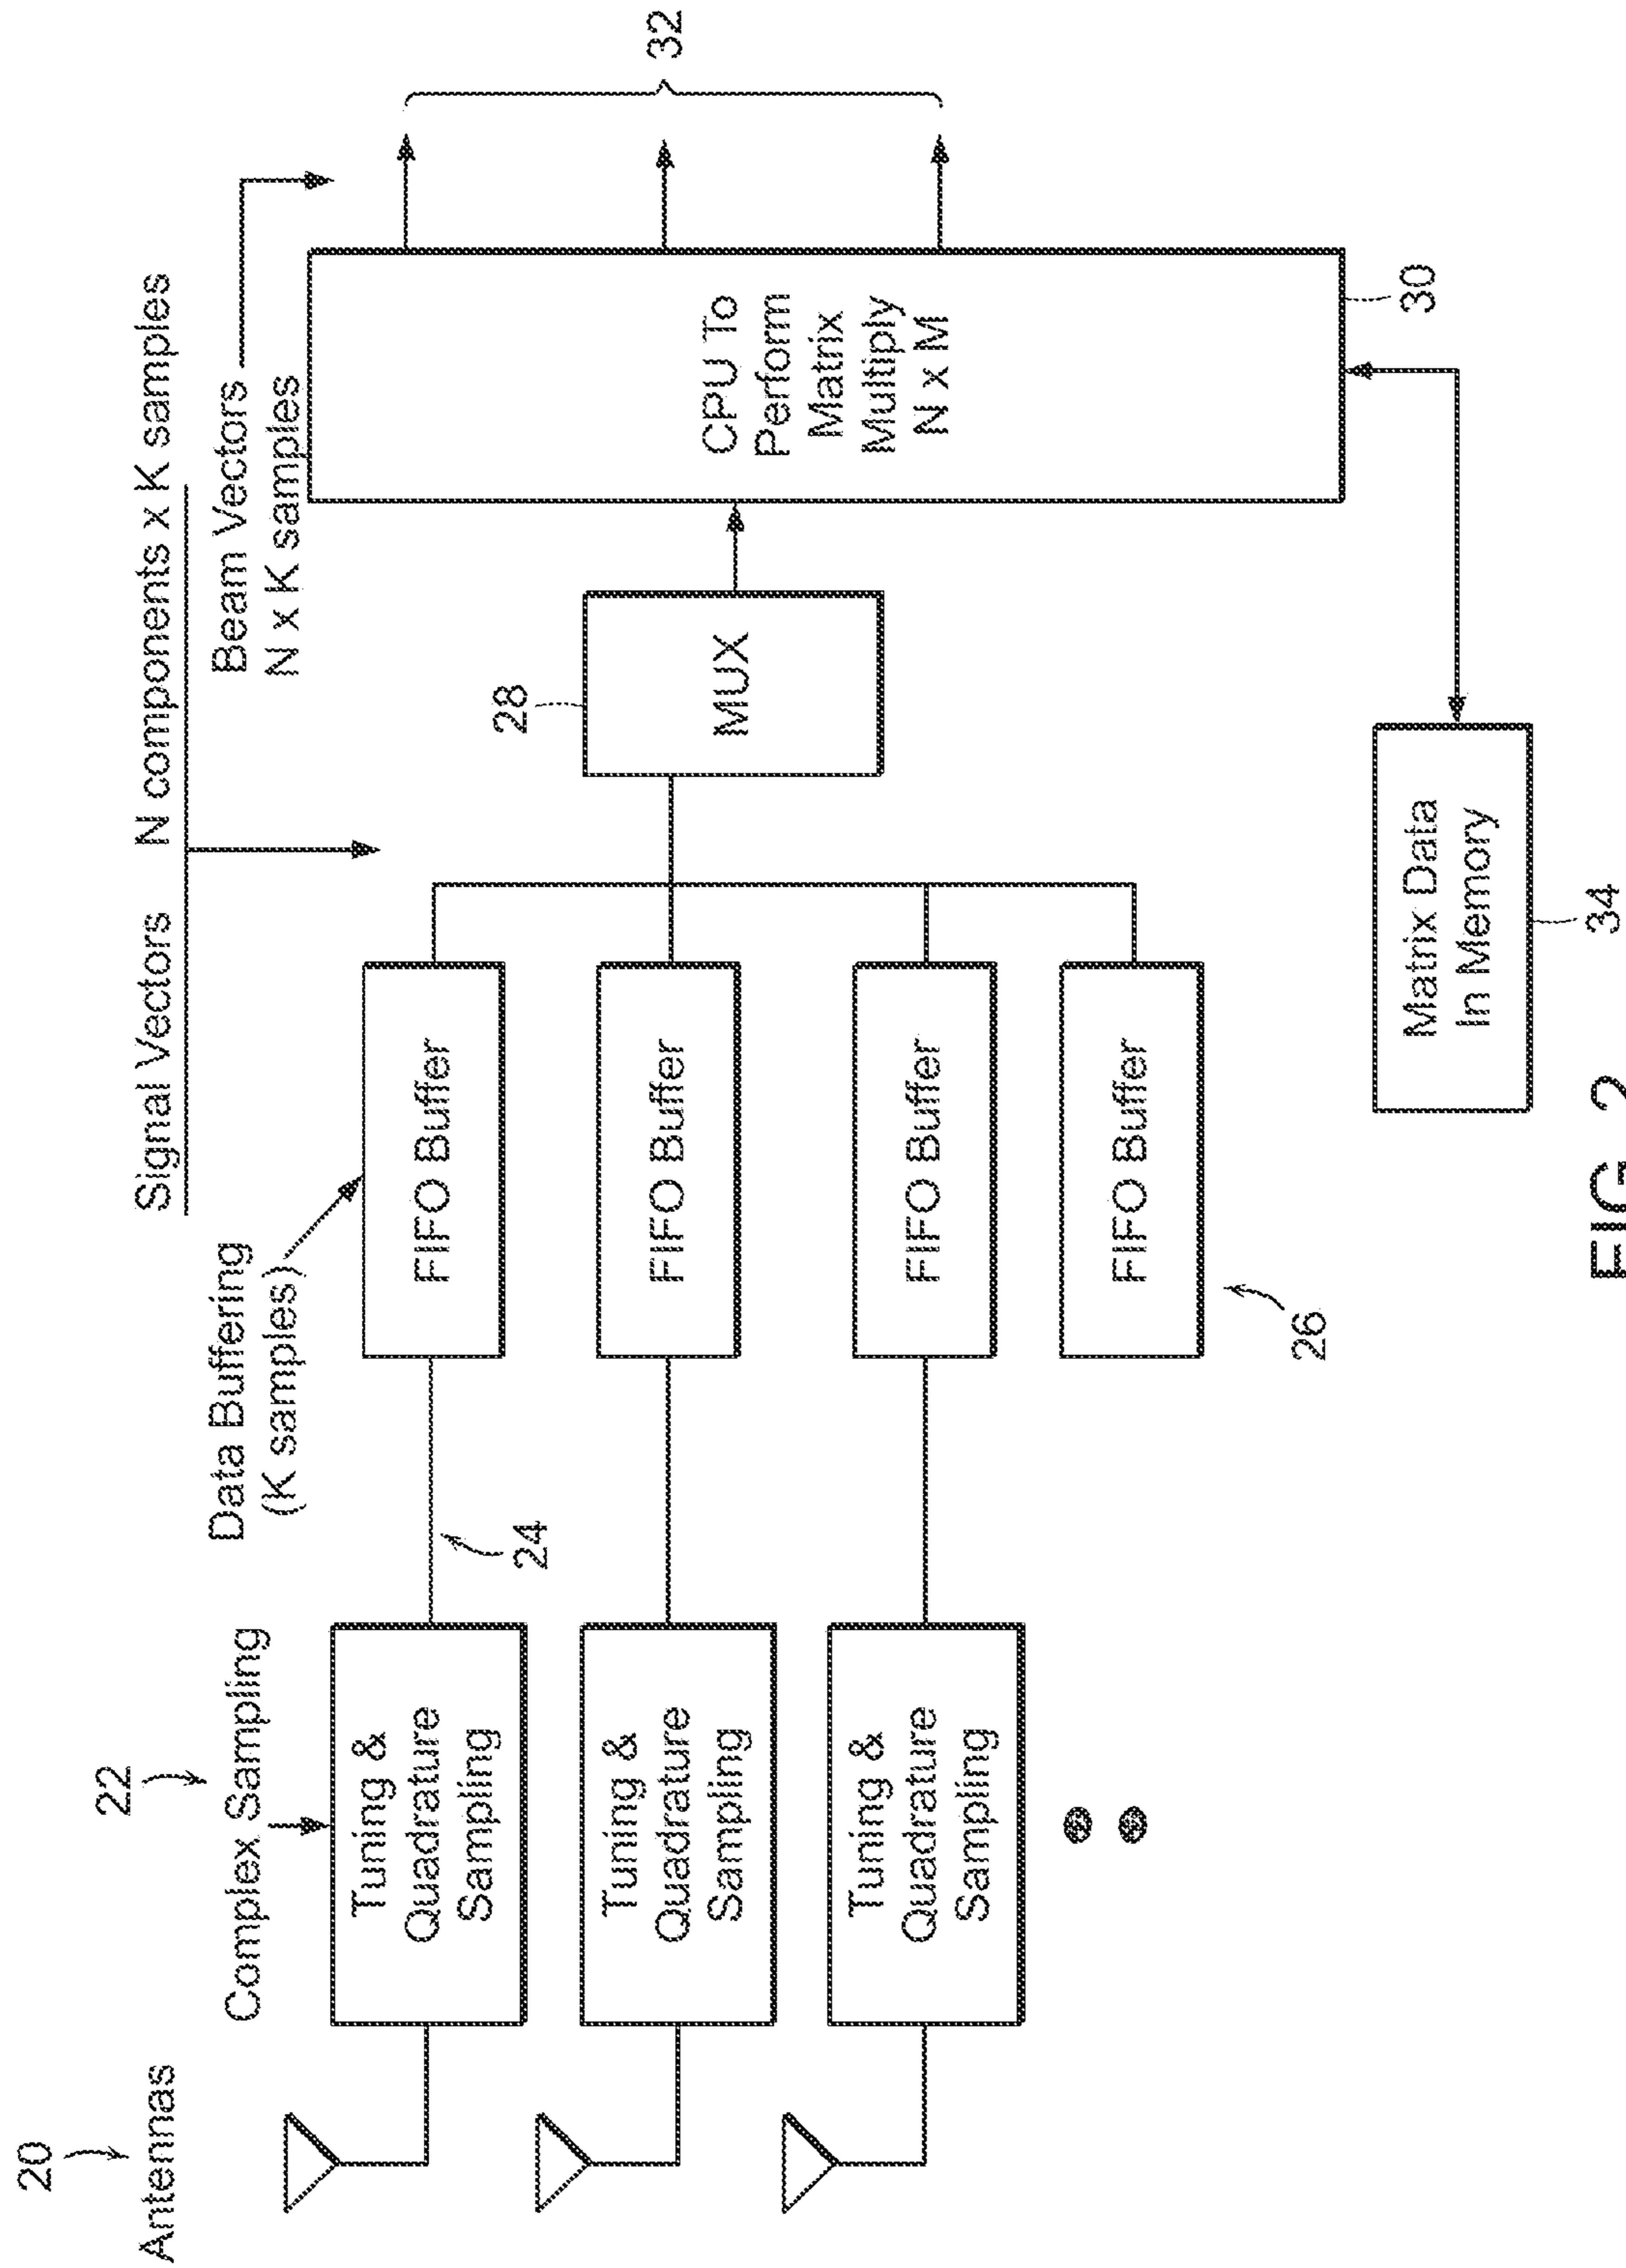 20
Antennas
22
Complex Sampling
Tuning &
Quadrature
Sampling
Tuning &
Quadrature
Sampling
Tuning &
Quadrature
Sampling
24
Data Buffering
(K samples)
FIFO Buffer
FIFO Buffer
FIFO Buffer
FIFO Buffer
26
Signal Vectors N components x K samples
28
MUX
Beam Vectors
N x K samples
CPU To
Perform
Matrix
Multiply
N x M
30
32
Matrix Data
In Memory
34
FIG. 2